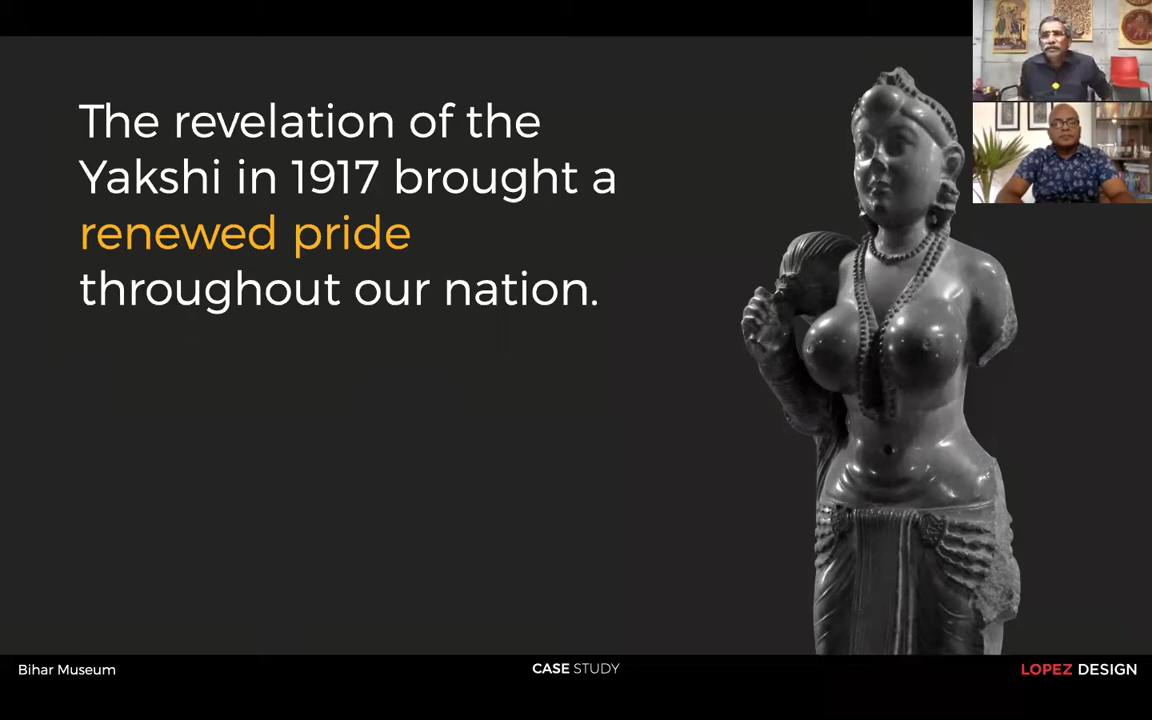 The revelation of the
Yakshi in 1917 brought a
renewed pride
throughout our nation.
Bihar Museum
CASE STUDY
LOPEZ DESIGN